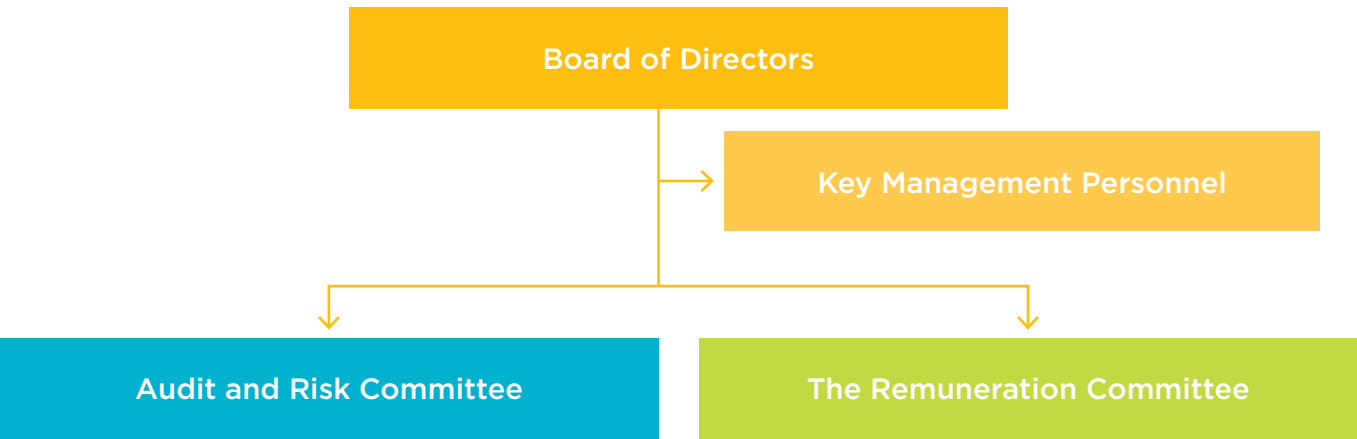 Board of Directors
Key Management Personnel
Audit and Risk Committee
The Remuneration Committee